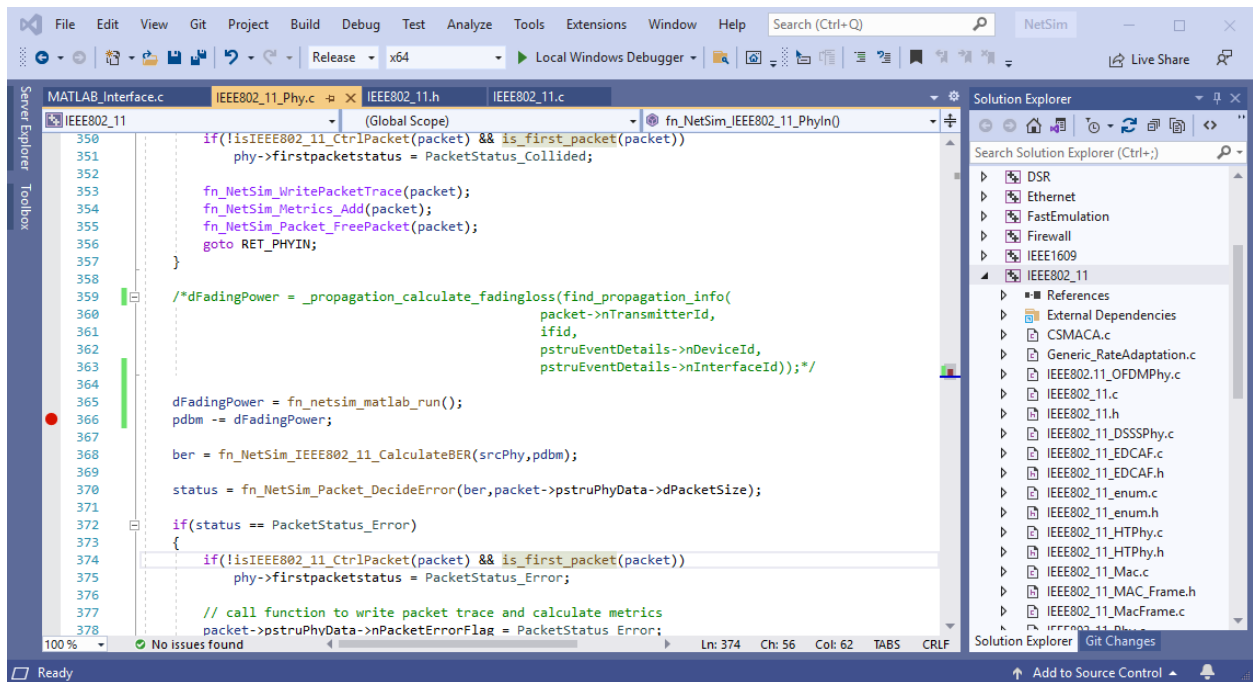 File Edit View Git Project Build Debug Test Analyze Tools Extensions Window Help Search (Ctrl+Q) NetSim
Release x64 Local Windows Debugger Live Share
Server Explorer
Toolbox
MATLAB_Interface.c IEEE802_11_Phy.c IEEE802_11.h IEEE802_11.c
IEEE802_11 (Global Scope) fn_NetSim_IEEE802_11_PhyIn()
350 if(!isIEEE802_11_CtrlPacket(packet) && is_first_packet(packet))
351 phy->firstpacketstatus = PacketStatus_Collided;
352
353 fn_NetSim_WritePacketTrace(packet);
354 fn_NetSim_Metrics_Add(packet);
355 fn_NetSim_Packet_FreePacket(packet);
356 goto RET_PHYIN;
357 }
358
359 /*dFadingPower = _propagation_calculate_fadingloss(find_propagation_info(
360 packet->nTransmitterId,
361 ifid,
362 pstruEventDetails->nDeviceId,
363 pstruEventDetails->nInterfaceId));*/
364
365 dFadingPower = fn_netsim_matlab_run();
366 pdbm -= dFadingPower;
367
368 ber = fn_NetSim_IEEE802_11_CalculateBER(srcPhy,pdbm);
369
370 status = fn_NetSim_Packet_DecideError(ber,packet->pstruPhyData->dPacketSize);
371
372 if(status == PacketStatus_Error)
373 {
374 if(!isIEEE802_11_CtrlPacket(packet) && is_first_packet(packet))
375 phy->firstpacketstatus = PacketStatus_Error;
376
377 // call function to write packet trace and calculate metrics
378 packet->pstruPhyData->nPacketErrorFlag = PacketStatus_Error;
100 % No issues found Ln: 374 Ch: 56 Col: 62 TABS CRLF
Solution Explorer
Search Solution Explorer (Ctrl+;)
DSR
Ethernet
FastEmulation
Firewall
IEEE1609
IEEE802_11
References
External Dependencies
CSMACA.c
Generic_RateAdaptation.c
IEEE802.11_OFDMPhy.c
IEEE802_11.c
IEEE802_11.h
IEEE802_11_DSSSPhy.c
IEEE802_11_EDCAF.c
IEEE802_11_EDCAF.h
IEEE802_11_enum.c
IEEE802_11_enum.h
IEEE802_11_HTPhy.c
IEEE802_11_HTPhy.h
IEEE802_11_Mac.c
IEEE802_11_MAC_Frame.h
IEEE802_11_MacFrame.c
Solution Explorer Git Changes
Ready Add to Source Control